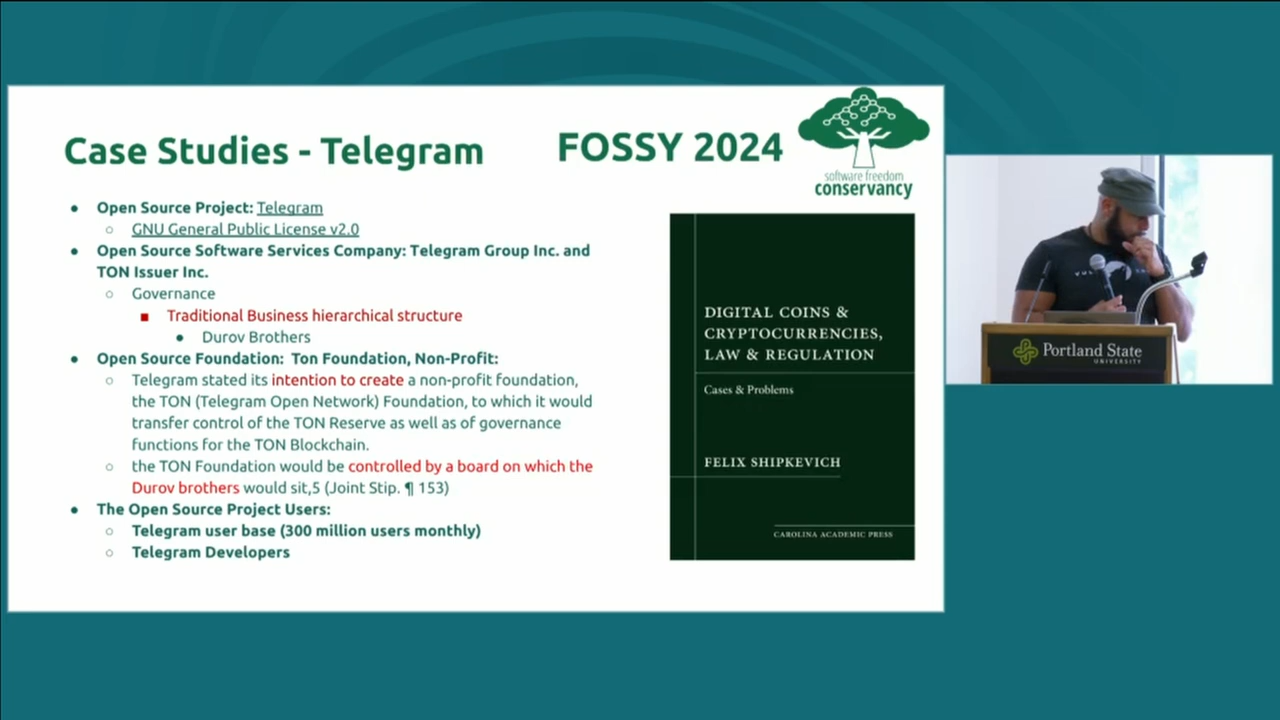 Case Studies - Telegram
FOSSY 2024
software freedom
conservancy
● Open Source Project: Telegram
○ GNU General Public License v2.0
● Open Source Software Services Company: Telegram Group Inc. and
TON Issuer Inc.
○ Governance
■ Traditional Business hierarchical structure
● Durov Brothers
● Open Source Foundation: Ton Foundation, Non-Profit:
○ Telegram stated its intention to create a non-profit foundation,
the TON (Telegram Open Network) Foundation, to which it would
transfer control of the TON Reserve as well as of governance
functions for the TON Blockchain.
○ the TON Foundation would be controlled by a board on which the
Durov brothers would sit,5 (Joint Stip. ¶ 153)
● The Open Source Project Users:
○ Telegram user base (300 million users monthly)
○ Telegram Developers
DIGITAL COINS &
CRYPTOCURRENCIES,
LAW & REGULATION
Cases & Problems
FELIX SHIPKEVICH
CAROLINA ACADEMIC PRESS
Portland State
UNIVERSITY